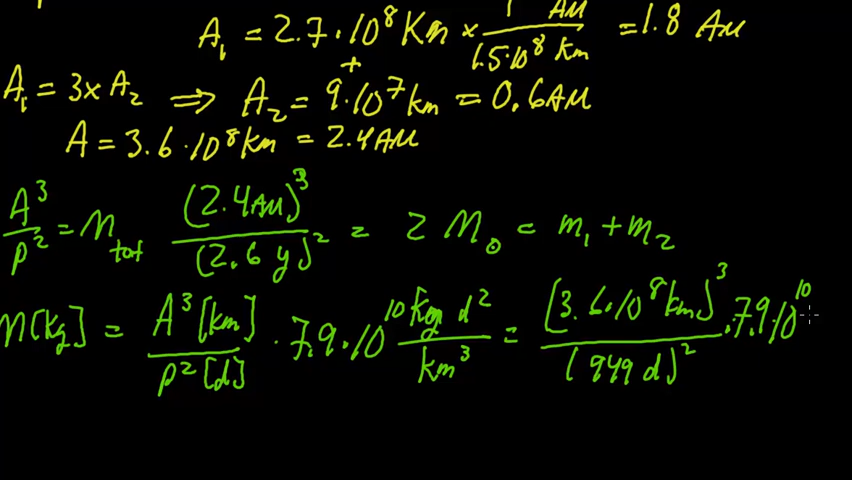 A₁ = 2.7·10⁸ Km × 1 AU / 1.5·10⁸ Km = 1.8 AU
+
A₁ = 3×A₂ ⇒ A₂ = 9·10⁷ km = 0.6AU
A = 3.6·10⁸ km = 2.4AU
A³/P² = M tot (2.4AU)³/(2.6 y)² = 2 M⊙ = m₁ + m₂
M[kg] = A³[km]/P²[d] · 7.9·10¹⁰ kg d²/km³ = (3.6·10⁸ km)³/(949 d)² · 7.9·10¹⁰